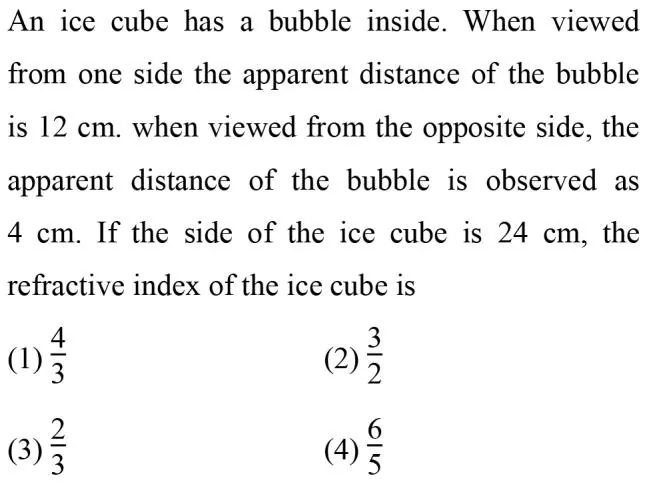 An ice cube has a bubble inside. When viewed
from one side the apparent distance of the bubble
is 12 cm. when viewed from the opposite side, the
apparent distance of the bubble is observed as
4 cm. If the side of the ice cube is 24 cm, the
refractive index of the ice cube is
(1) 4/3 (2) 3/2
(3) 2/3 (4) 6/5